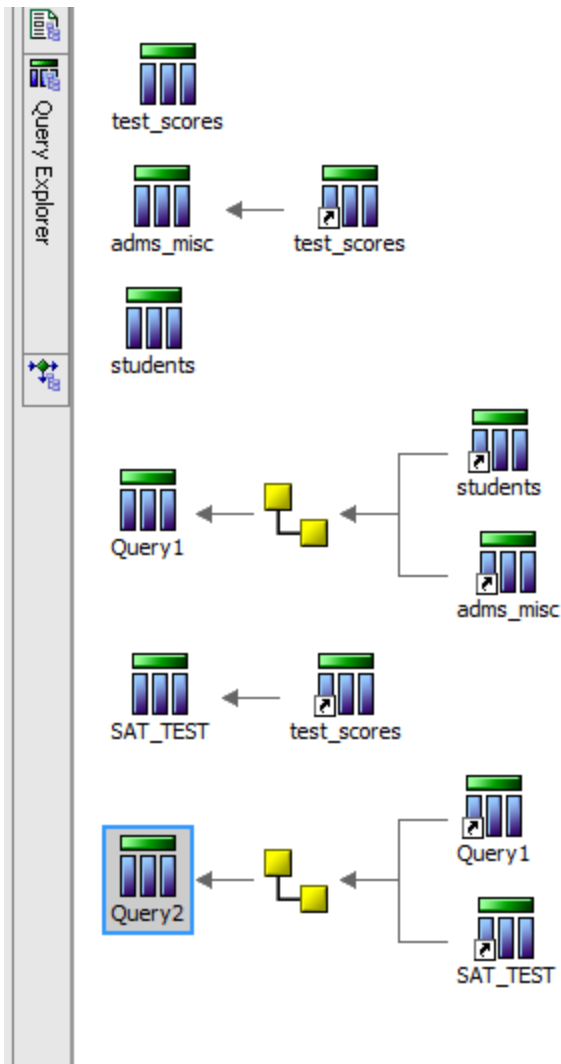 Query Explorer
test_scores
adms_misc
test_scores
students
students
Query1
adms_misc
SAT_TEST
test_scores
Query1
Query2
SAT_TEST